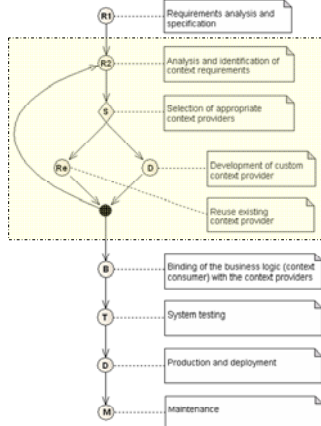 R1
Requirements analysis and
specification
R2
Analysis and identification of
context requirements
S
Selection of appropriate
context providers
Re
D
Development of custom
context provider
Reuse existing
context provider
B
Binding of the business logic (context
consumer) with the context providers
T
System testing
D
Production and deployment
M
Maintenance